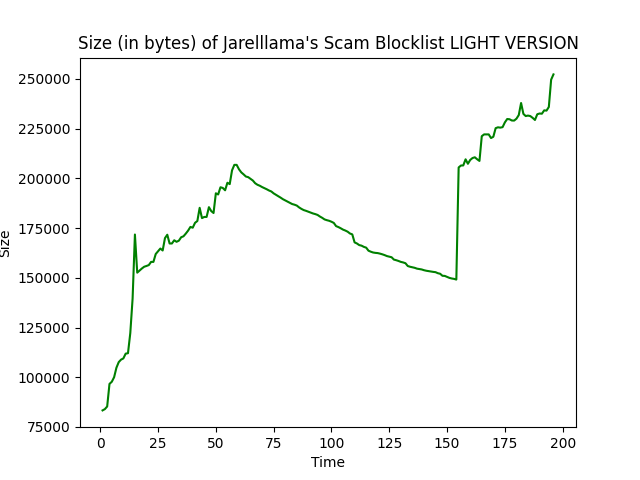 Size (in bytes) of Jarelllama's Scam Blocklist LIGHT VERSION
250000
225000
200000
175000
150000
125000
100000
75000
Size
0 25 50 75 100 125 150 175 200
Time